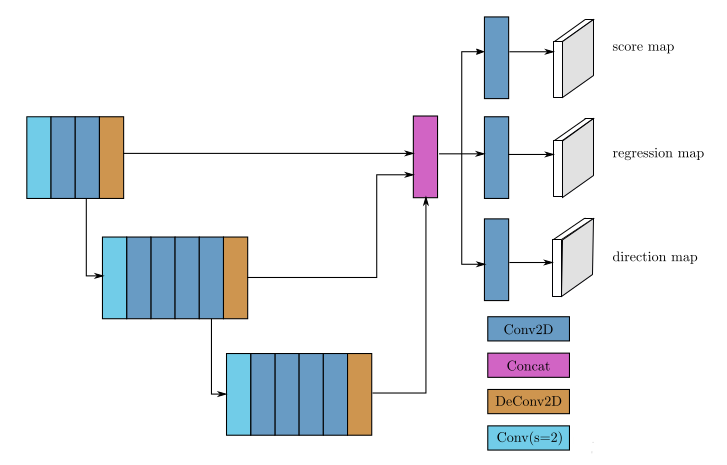 score map
regression map
direction map
Conv2D
Concat
DeConv2D
Conv(s=2)